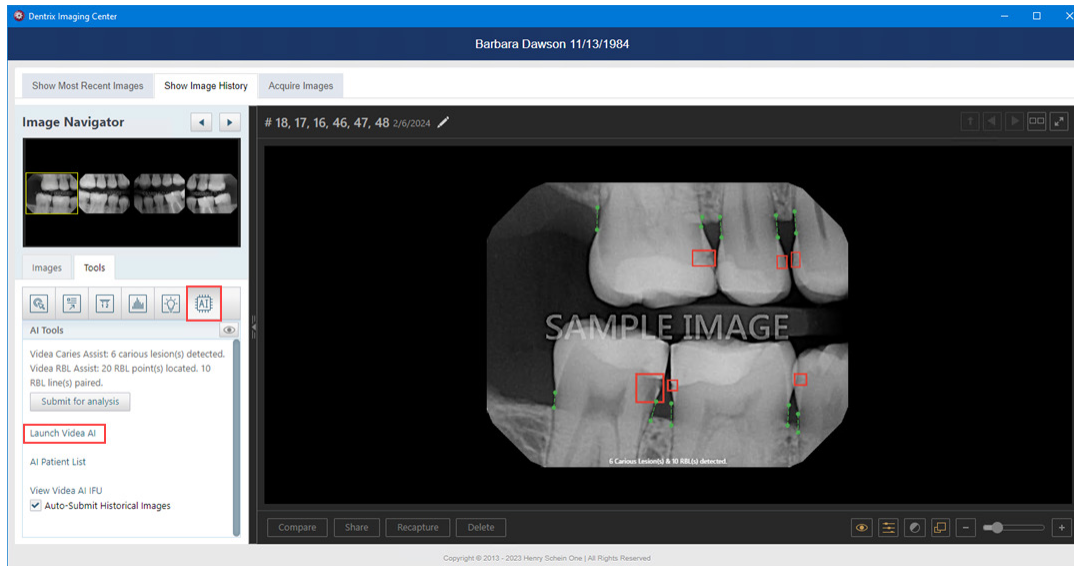 Dentrix Imaging Center
Barbara Dawson 11/13/1984
Show Most Recent Images
Show Image History
Acquire Images
Image Navigator
# 18, 17, 16, 46, 47, 48 2/6/2024
Images
Tools
AI
AI Tools
Videa Caries Assist: 6 carious lesion(s) detected.
Videa RBL Assist: 20 RBL point(s) located. 10
RBL line(s) paired.
Submit for analysis
Launch Videa AI
AI Patient List
View Videa AI IFU
Auto-Submit Historical Images
SAMPLE IMAGE
6 Carious Lesion(s) & 10 RBL(s) detected.
Compare
Share
Recapture
Delete
Copyright © 2013 - 2023 Henry Schein One | All Rights Reserved